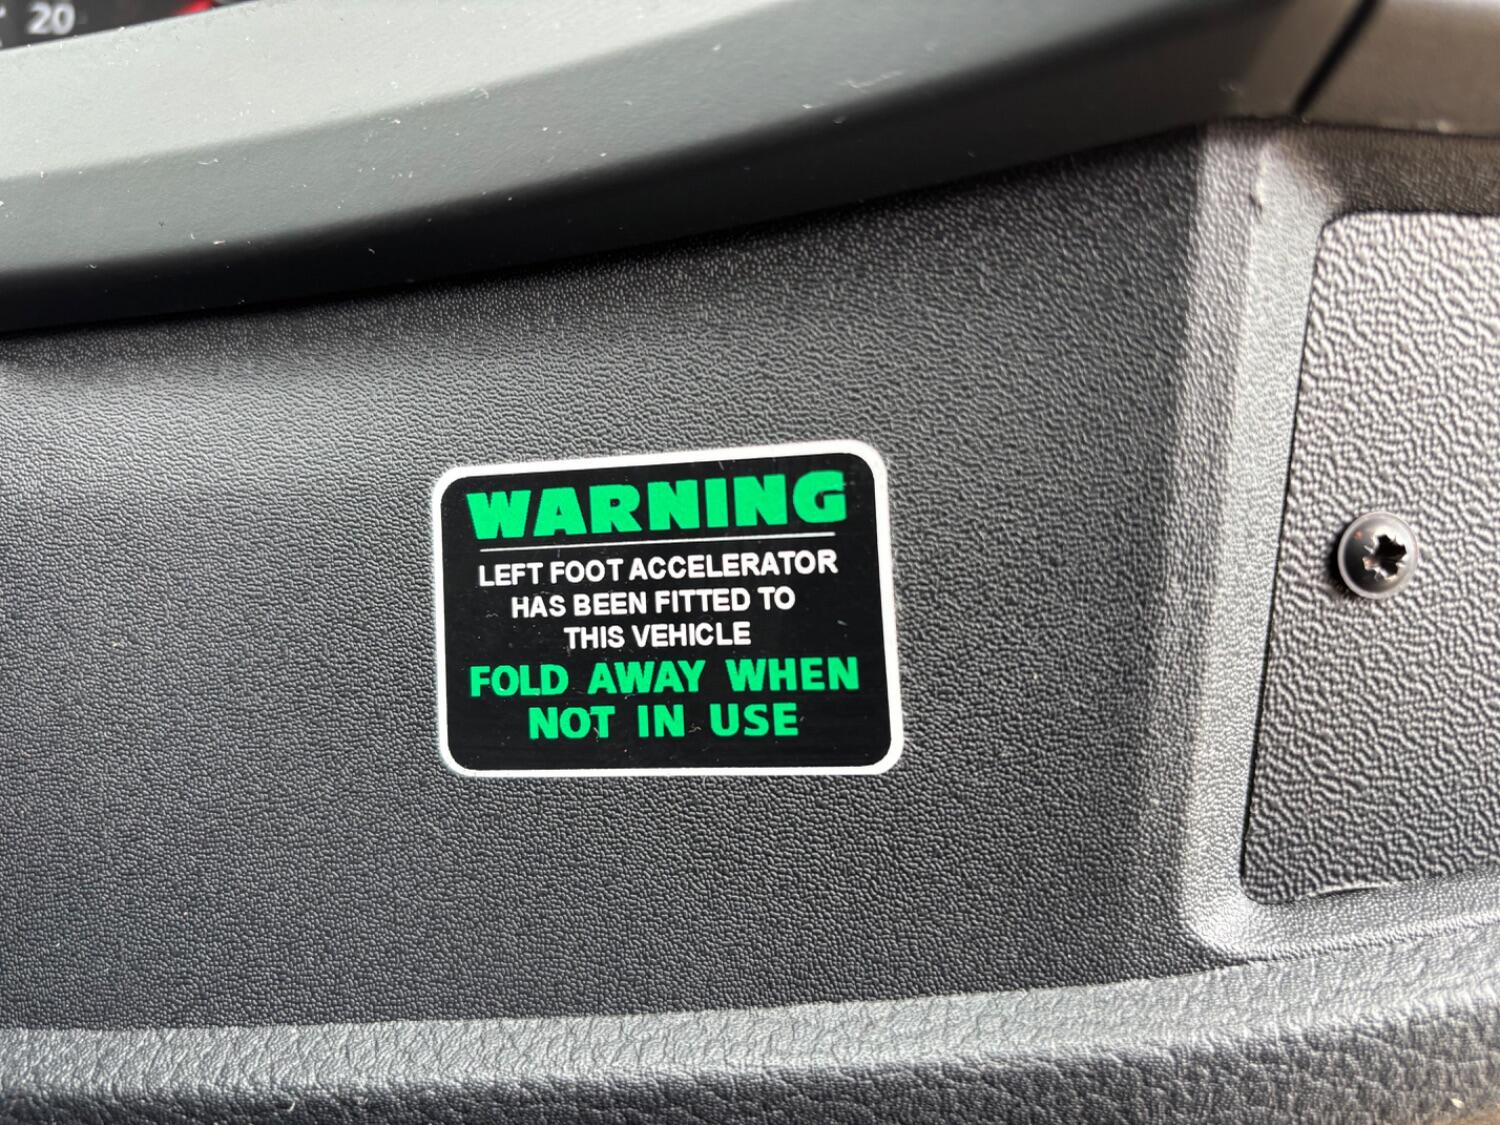 20
WARNING
LEFT FOOT ACCELERATOR
HAS BEEN FITTED TO
THIS VEHICLE
FOLD AWAY WHEN
NOT IN USE